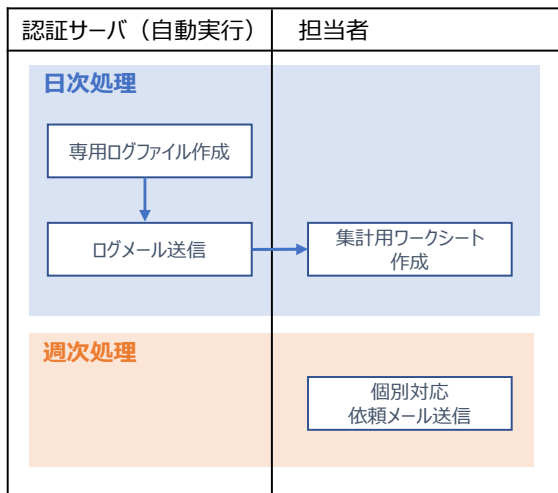 認証サーバ（自動実行）
担当者
日次処理
専用ログファイル作成
ログメール送信
集計用ワークシート
作成
週次処理
個別対応
依頼メール送信